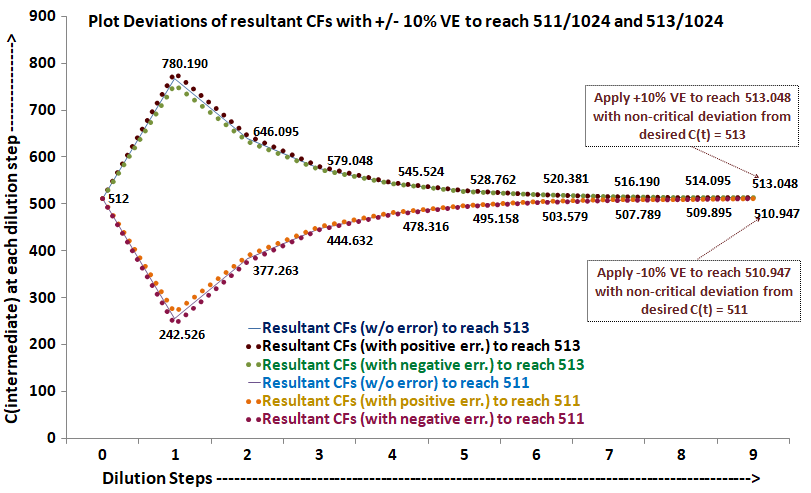 Plot Deviations of resultant CFs with +/- 10% VE to reach 511/1024 and 513/1024
C(intermediate) at each dilution step --------------->
900
800
700
600
500
400
300
200
100
0
780.190
646.095
579.048
545.524
528.762
520.381
516.190
514.095
513.048
512
242.526
377.263
444.632
478.316
495.158
503.579
507.789
509.895
510.947
Apply +10% VE to reach 513.048
with non-critical deviation from
desired C(t) = 513
Apply -10% VE to reach 510.947
with non-critical deviation from
desired C(t) = 511
Resultant CFs (w/o error) to reach 513
Resultant CFs (with positive err.) to reach 513
Resultant CFs (with negative err.) to reach 513
Resultant CFs (w/o error) to reach 511
Resultant CFs (with positive err.) to reach 511
Resultant CFs (with negative err.) to reach 511
0 1 2 3 4 5 6 7 8 9
Dilution Steps ------------------------------------------------------------------->